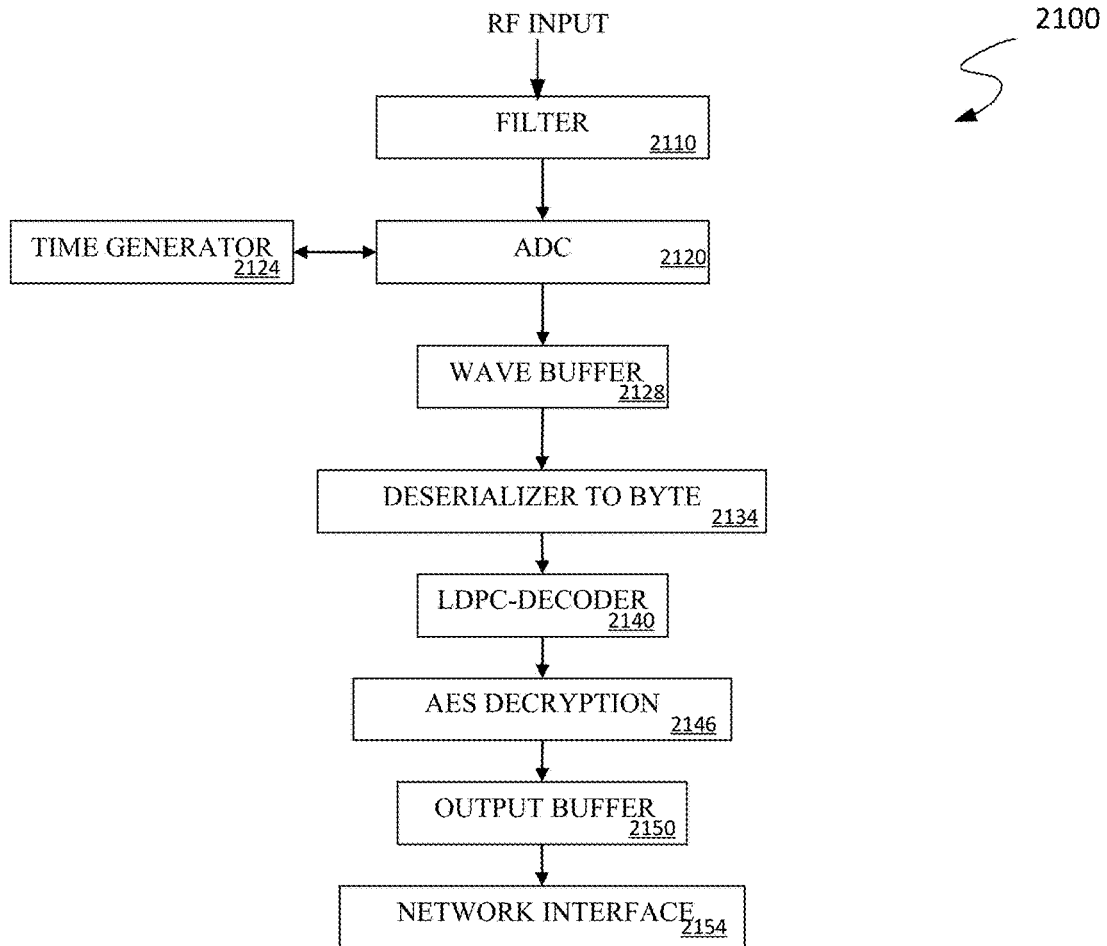 2100
RF INPUT
FILTER
2110
TIME GENERATOR
2124
ADC
2120
WAVE BUFFER
2128
DESERIALIZER TO BYTE
2134
LDPC-DECODER
2140
AES DECRYPTION
2146
OUTPUT BUFFER
2150
NETWORK INTERFACE
2154